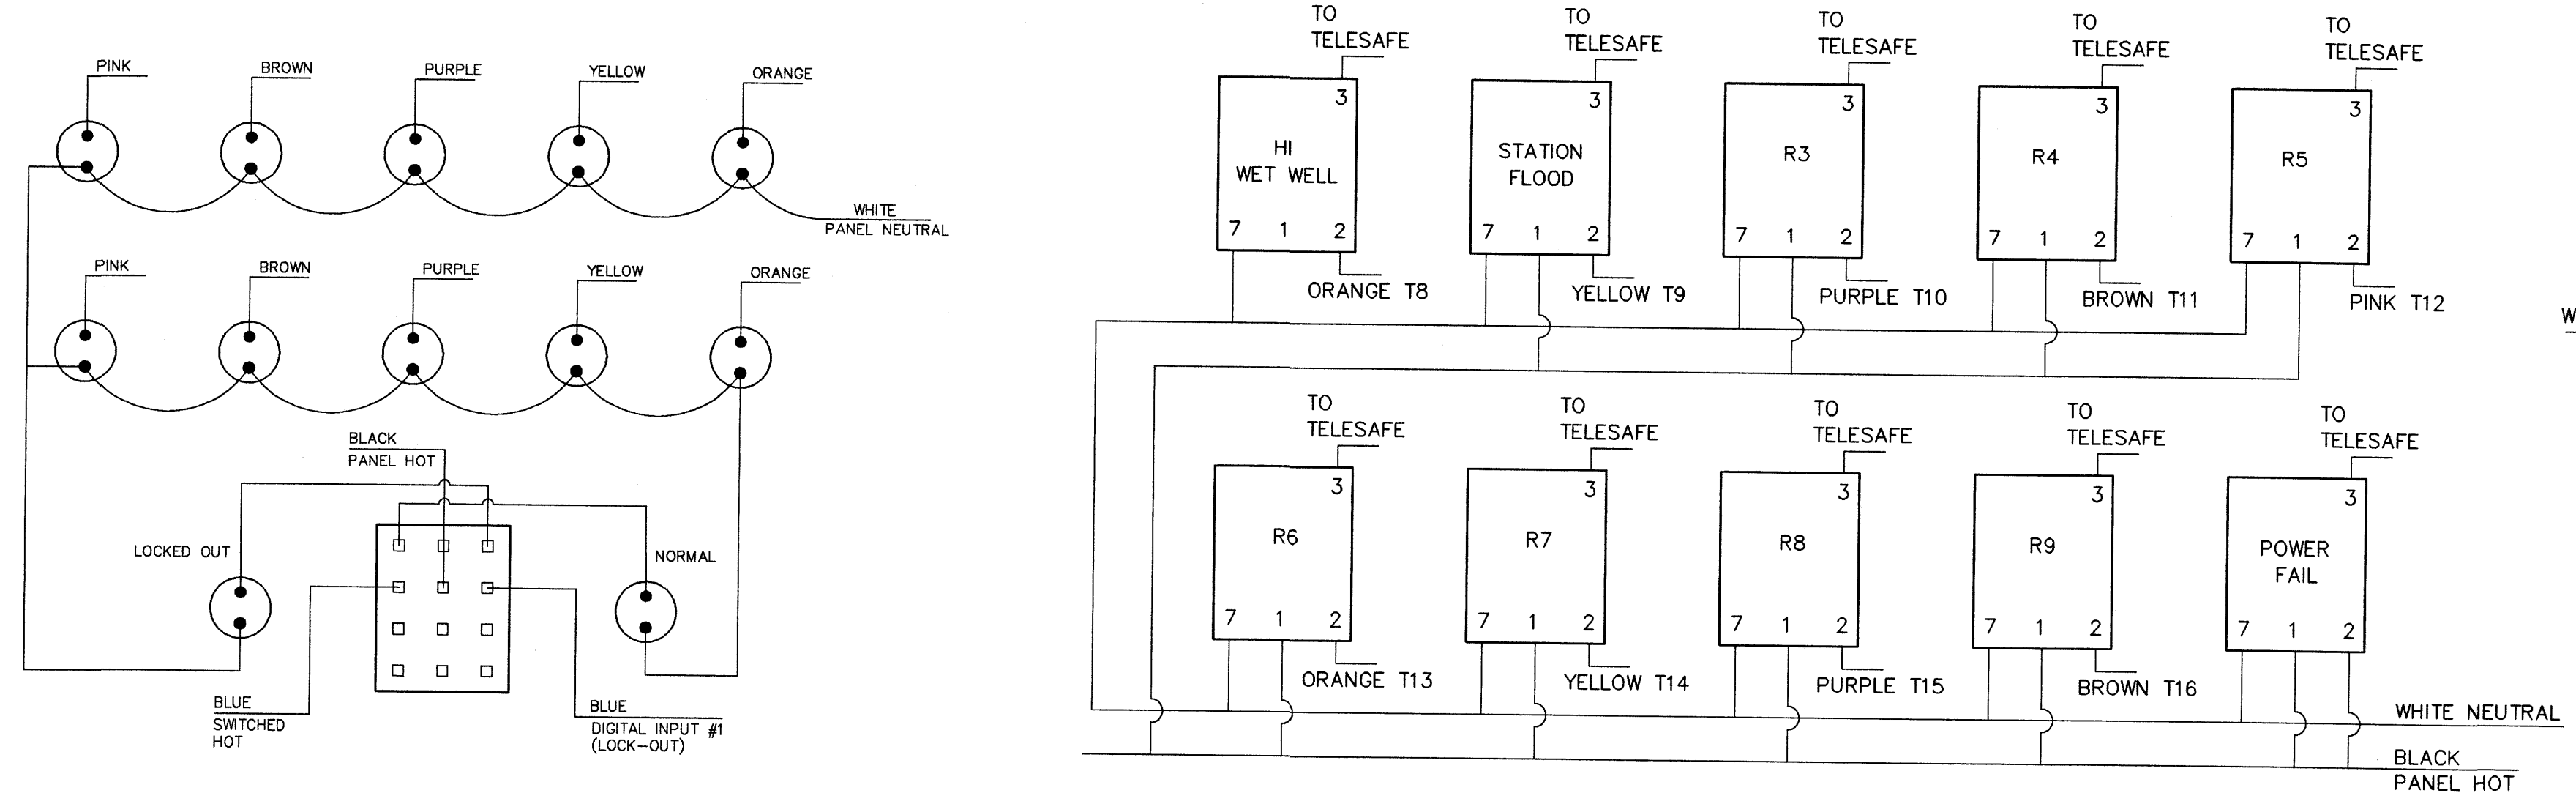 PINK
BROWN
PURPLE
YELLOW
ORANGE
WHITE
PANEL NEUTRAL
PINK
BROWN
PURPLE
YELLOW
ORANGE
BLACK
PANEL HOT
LOCKED OUT
NORMAL
BLUE
SWITCHED
HOT
BLUE
DIGITAL INPUT #1
(LOCK-OUT)
TO
TELESAFE
3
HI
WET WELL
7 1 2
ORANGE T8
TO
TELESAFE
3
STATION
FLOOD
7 1 2
YELLOW T9
TO
TELESAFE
3
R3
7 1 2
PURPLE T10
TO
TELESAFE
3
R4
7 1 2
BROWN T11
TO
TELESAFE
3
R5
7 1 2
PINK T12
TO
TELESAFE
3
R6
7 1 2
ORANGE T13
TO
TELESAFE
3
R7
7 1 2
YELLOW T14
TO
TELESAFE
3
R8
7 1 2
PURPLE T15
TO
TELESAFE
3
R9
7 1 2
BROWN T16
TO
TELESAFE
3
POWER
FAIL
7 1 2
WHITE NEUTRAL
BLACK
PANEL HOT